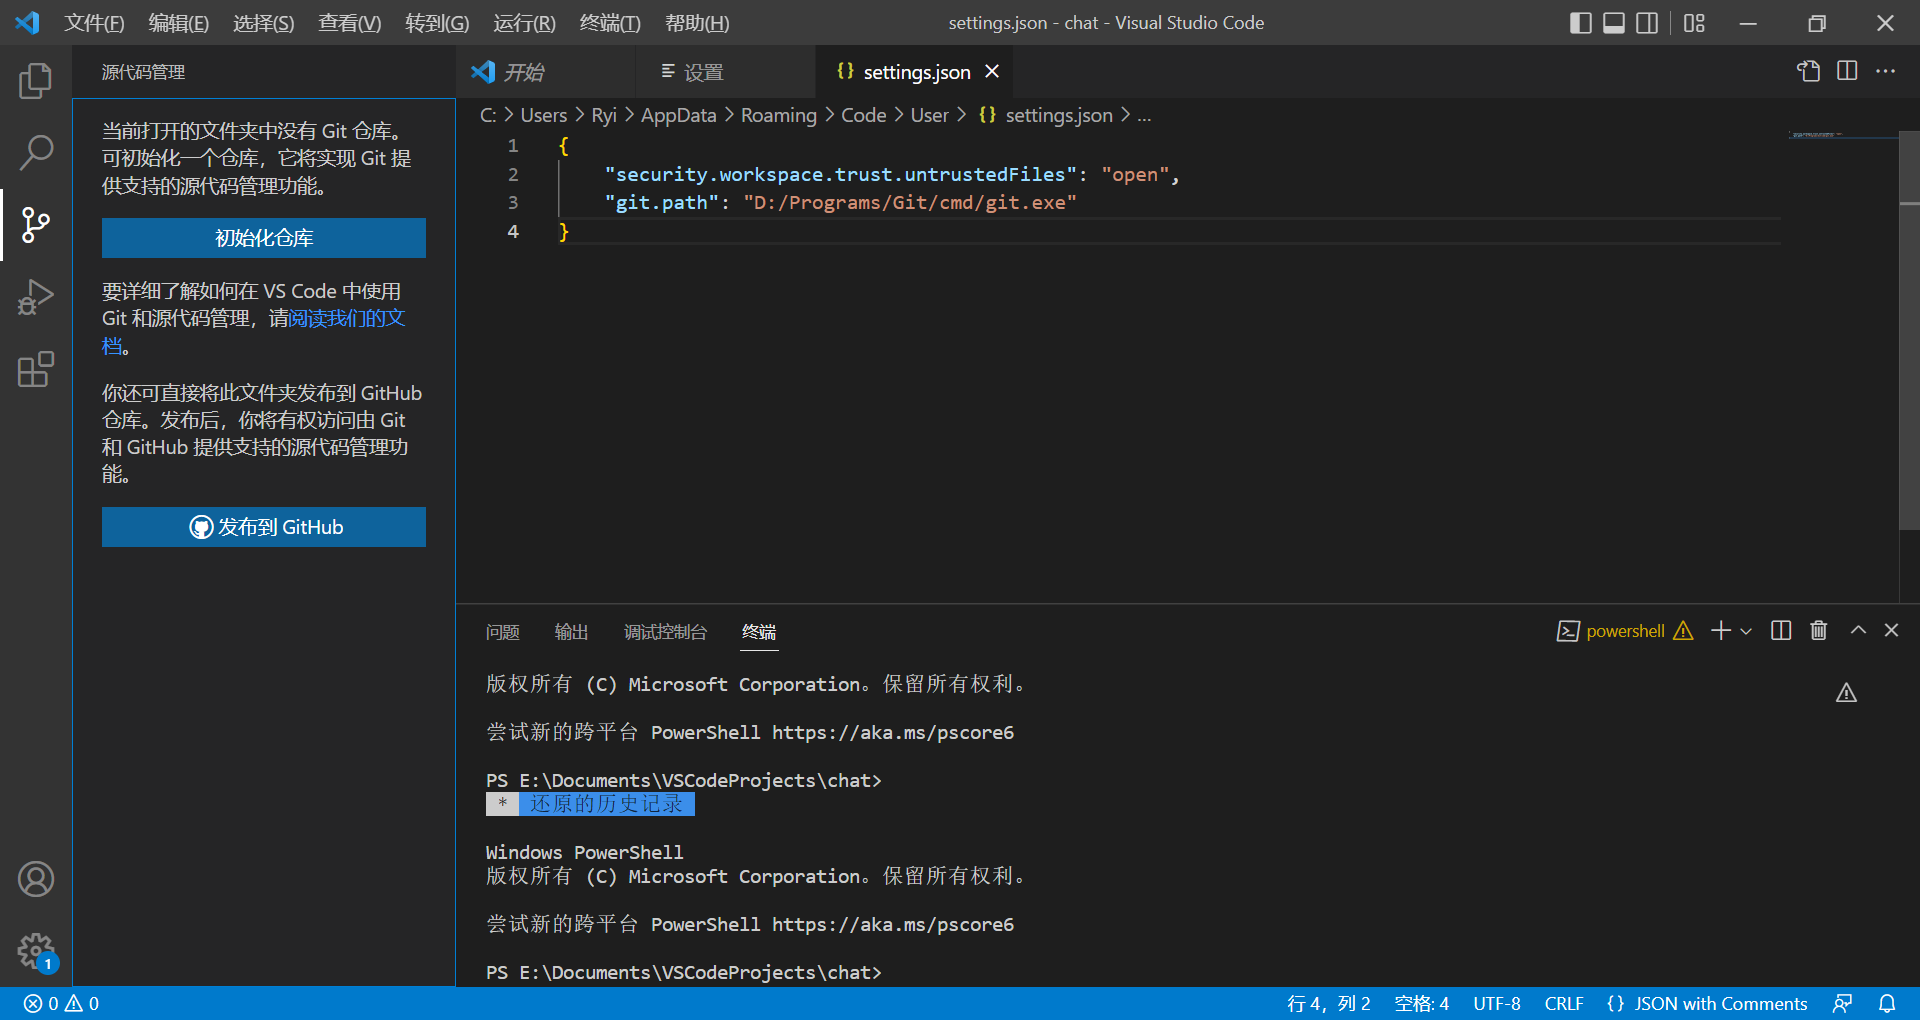 文件(F) 编辑(E) 选择(S) 查看(V) 转到(G) 运行(R) 终端(T) 帮助(H) settings.json - chat - Visual Studio Code
源代码管理
当前打开的文件夹中没有 Git 仓库。
可初始化一个仓库，它将实现 Git 提
供支持的源代码管理功能。
初始化仓库
要详细了解如何在 VS Code 中使用
Git 和源代码管理，请阅读我们的文
档。
你还可直接将此文件夹发布到 GitHub
仓库。发布后，你将有权访问由 Git
和 GitHub 提供支持的源代码管理功
能。
发布到 GitHub
1
开始 设置 {} settings.json
C: > Users > Ryi > AppData > Roaming > Code > User > {} settings.json > ...
1 {
2 "security.workspace.trust.untrustedFiles": "open",
3 "git.path": "D:/Programs/Git/cmd/git.exe"
4 }
问题 输出 调试控制台 终端 powershell
版权所有 (C) Microsoft Corporation。保留所有权利。
尝试新的跨平台 PowerShell https://aka.ms/pscore6
PS E:\Documents\VSCodeProjects\chat>
* 还原的历史记录
Windows PowerShell
版权所有 (C) Microsoft Corporation。保留所有权利。
尝试新的跨平台 PowerShell https://aka.ms/pscore6
PS E:\Documents\VSCodeProjects\chat>
0 0 行 4，列 2 空格: 4 UTF-8 CRLF {} JSON with Comments